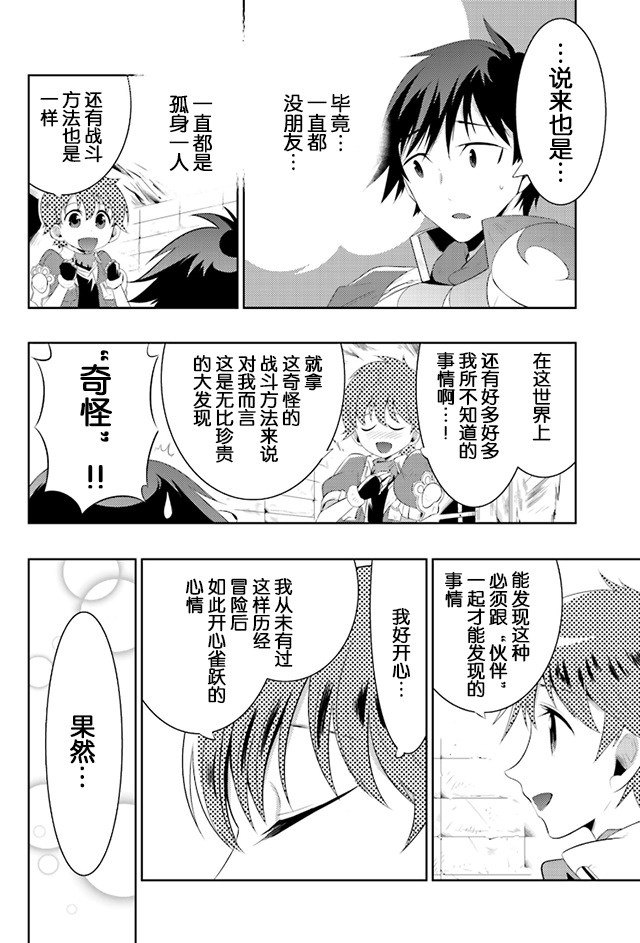 …说来也是…
毕竟…
一直都
没朋友…
一直都是
孤身一人
还有战斗
方法也是
一样
在这世界上
还有好多好多
我所不知道的
事情啊…！
就拿
这奇怪的
战斗方法来说
对我而言
这是无比珍贵
的大发现
“奇怪”!!
能发现这种
必须跟“伙伴”
一起才能发现的
事情
我好开心…
我从未有过
这样历经
冒险后
如此开心雀跃的
心情
果然…